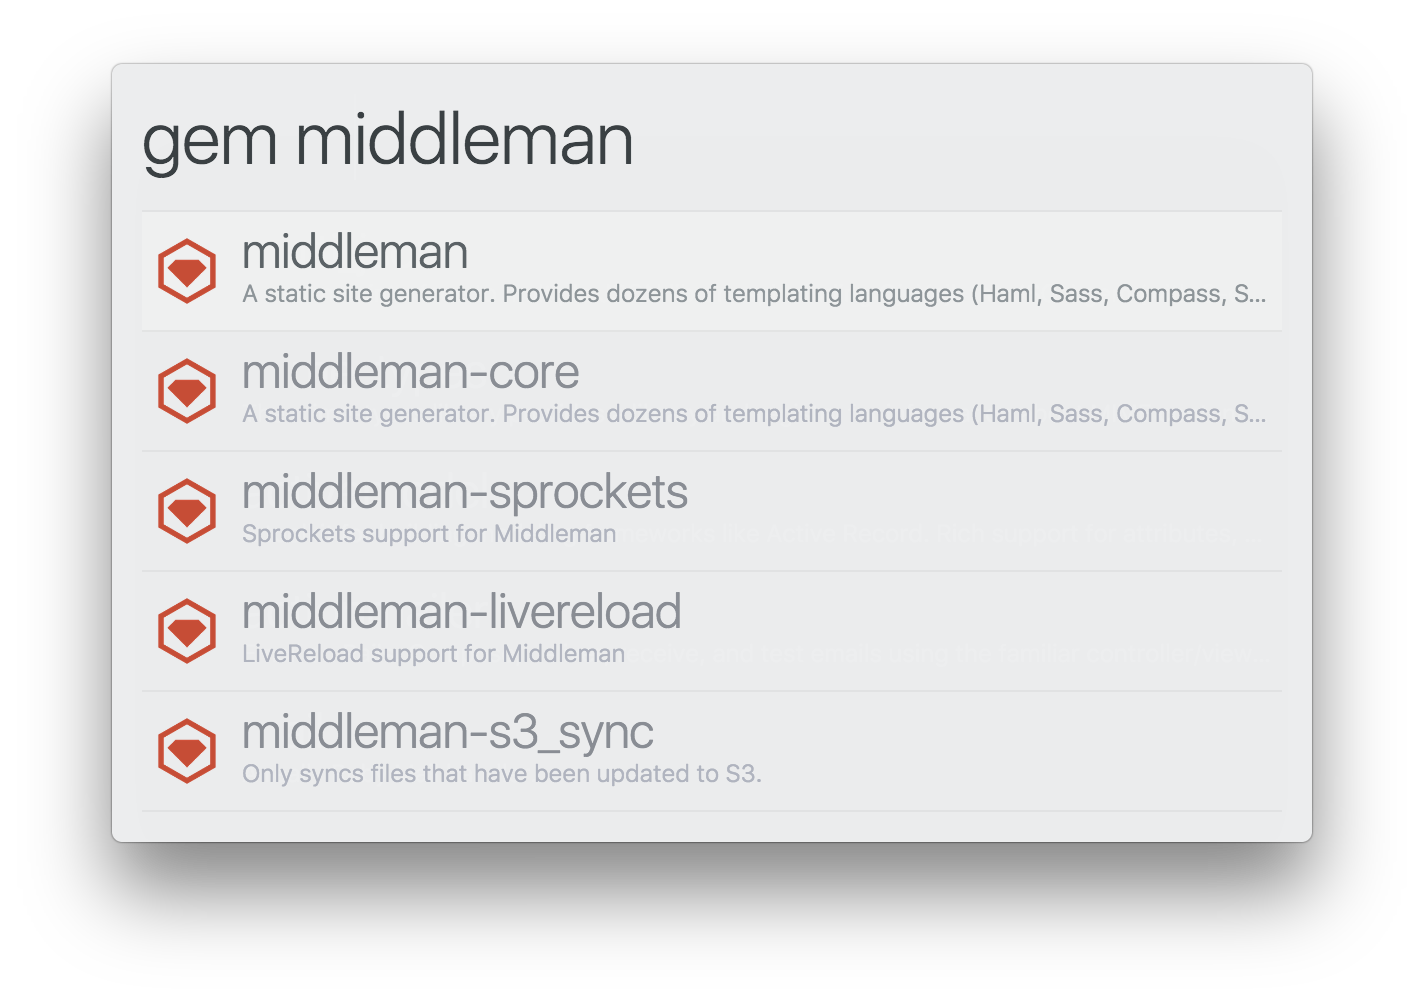 gem middleman
middleman
A static site generator. Provides dozens of templating languages (Haml, Sass, Compass, S...
middleman-core
A static site generator. Provides dozens of templating languages (Haml, Sass, Compass, S...
middleman-sprockets
Sprockets support for Middleman
middleman-livereload
LiveReload support for Middleman
middleman-s3_sync
Only syncs files that have been updated to S3.